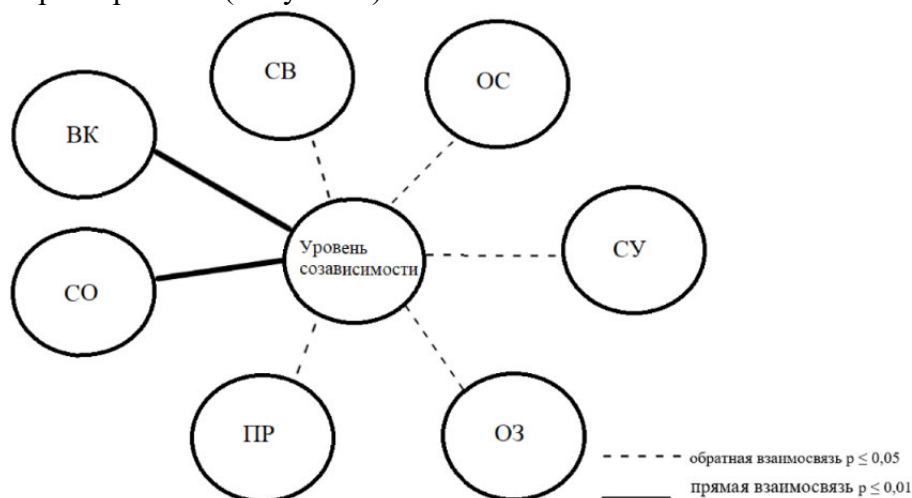 СВ
ОС
ВК
СУ
Уровень
созависимости
СО
ПР
ОЗ
обратная взаимосвязь p ≤ 0,05
прямая взаимосвязь p ≤ 0,01